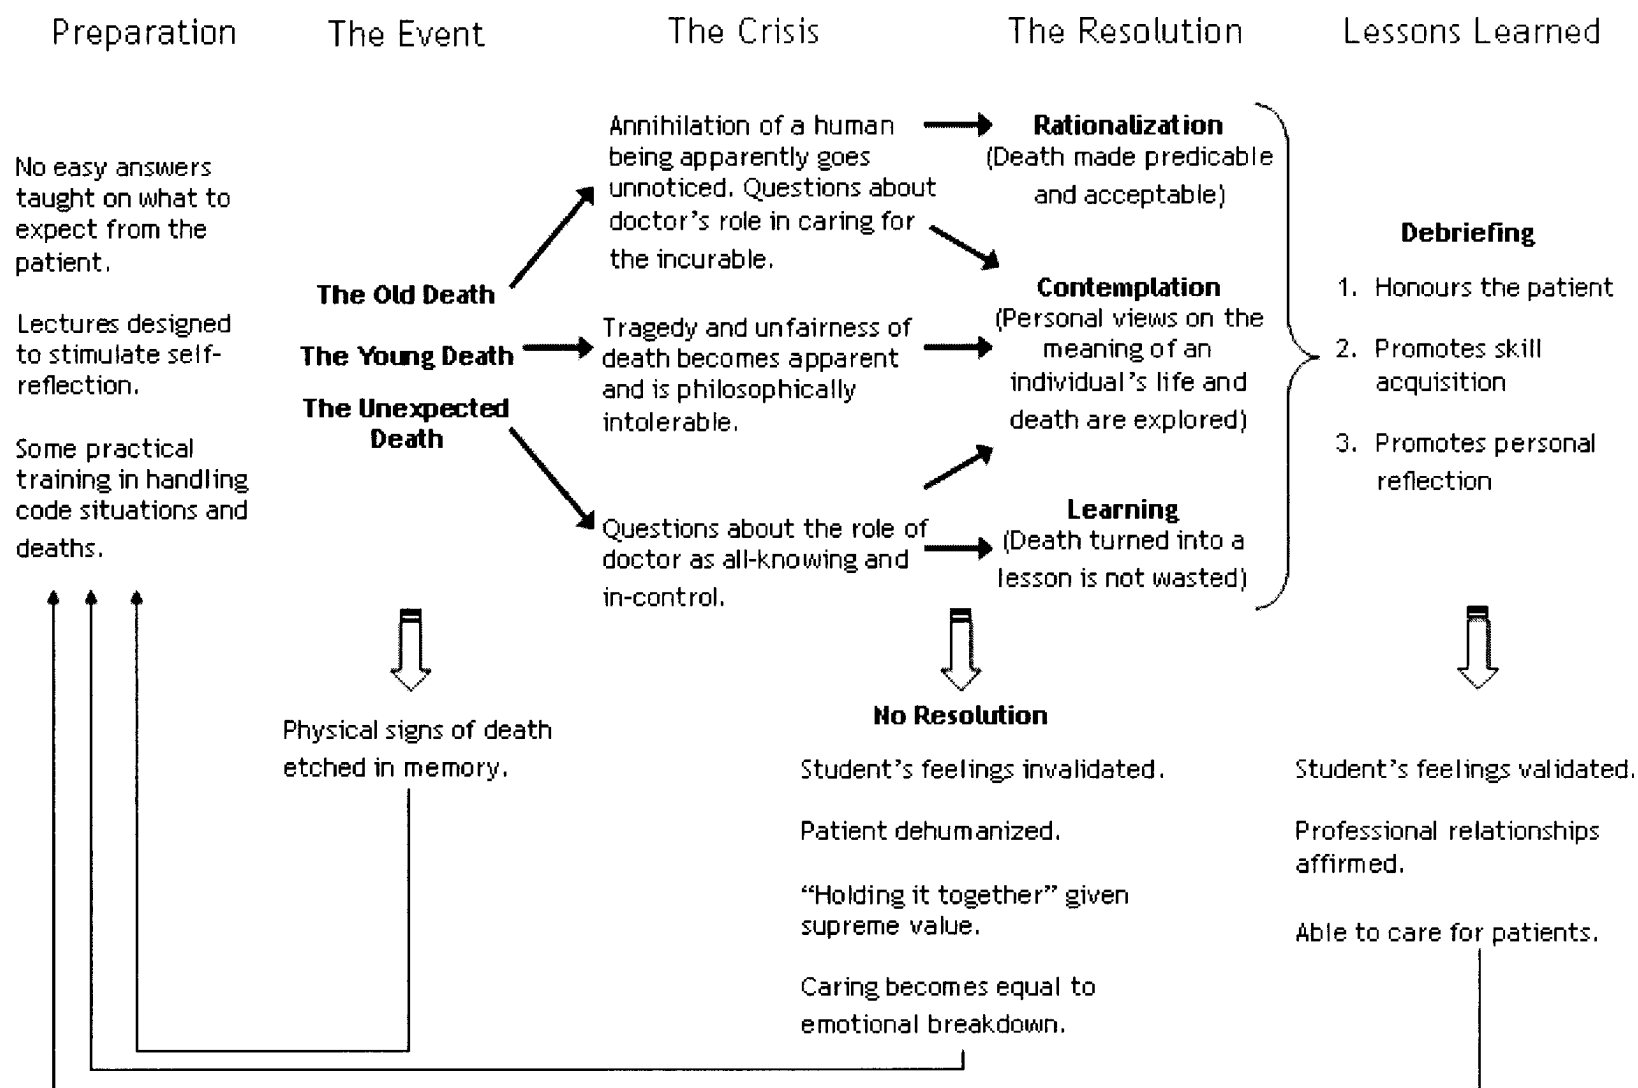 Preparation
The Event
The Crisis
The Resolution
Lessons Learned
No easy answers
taught on what to
expect from the
patient.
Lectures designed
to stimulate self-
reflection.
Some practical
training in handling
code situations and
deaths.
The Old Death
The Young Death
The Unexpected
Death
Physical signs of death
etched in memory.
Annihilation of a human
being apparently goes
unnoticed. Questions about
doctor's role in caring for
the incurable.
Tragedy and unfairness of
death becomes apparent
and is philosophically
intolerable.
Questions about the role of
doctor as all-knowing and
in-control.
Rationalization
(Death made predicable
and acceptable)
Contemplation
(Personal views on the
meaning of an
individual's life and
death are explored)
Learning
(Death turned into a
lesson is not wasted)
No Resolution
Student's feelings invalidated.
Patient dehumanized.
“Holding it together” given
supreme value.
Caring becomes equal to
emotional breakdown.
Debriefing
1. Honours the patient
2. Promotes skill
acquisition
3. Promotes personal
reflection
Student's feelings validated.
Professional relationships
affirmed.
Able to care for patients.